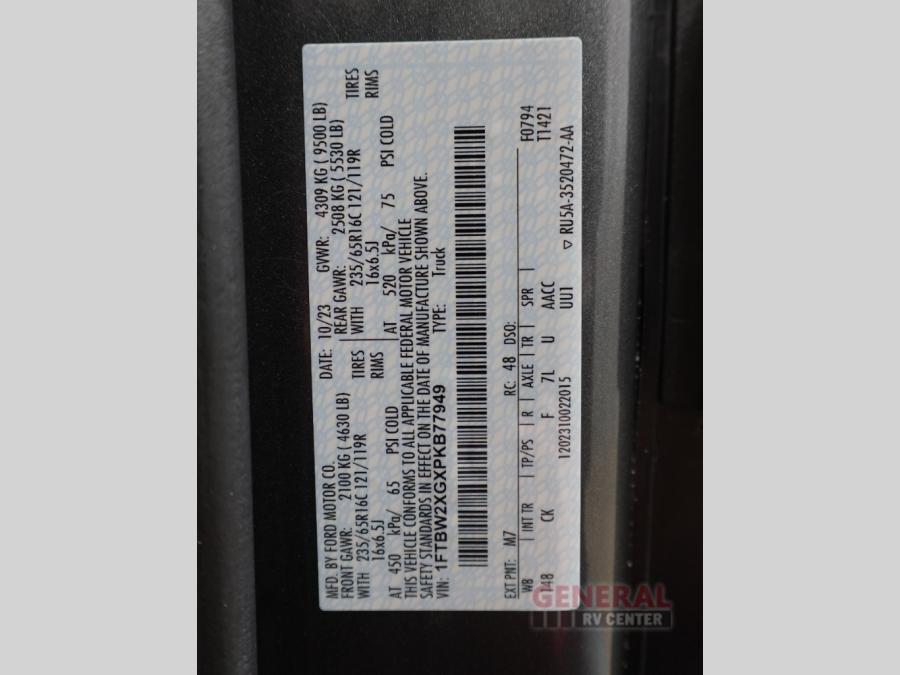 MFD. BY FORD MOTOR CO. DATE: 10/23 GVWR: 4309 KG ( 9500 LB)
FRONT GAWR: 2100 KG ( 4630 LB) REAR GAWR: 2508 KG ( 5530 LB)
WITH 235/65R16C 121/119R TIRES WITH 235/65R16C 121/119R TIRES
16x6.5J RIMS 16x6.5J RIMS
AT 450 kPa/ 65 PSI COLD AT 520 kPa/ 75 PSI COLD
THIS VEHICLE CONFORMS TO ALL APPLICABLE FEDERAL MOTOR VEHICLE
SAFETY STANDARDS IN EFFECT ON THE DATE OF MANUFACTURE SHOWN ABOVE.
VIN: 1FTBW2XGXPKB77949 TYPE: Truck
EXT PNT: M7 RC: 48 DSO: F0794
WB | INT TR | TP/PS | R | AXLE | TR | SPR | T1421
148 CK F 7L U AACC ▽ RU5A-3520472-AA
1202310022015 UU1
GENERAL
RV CENTER